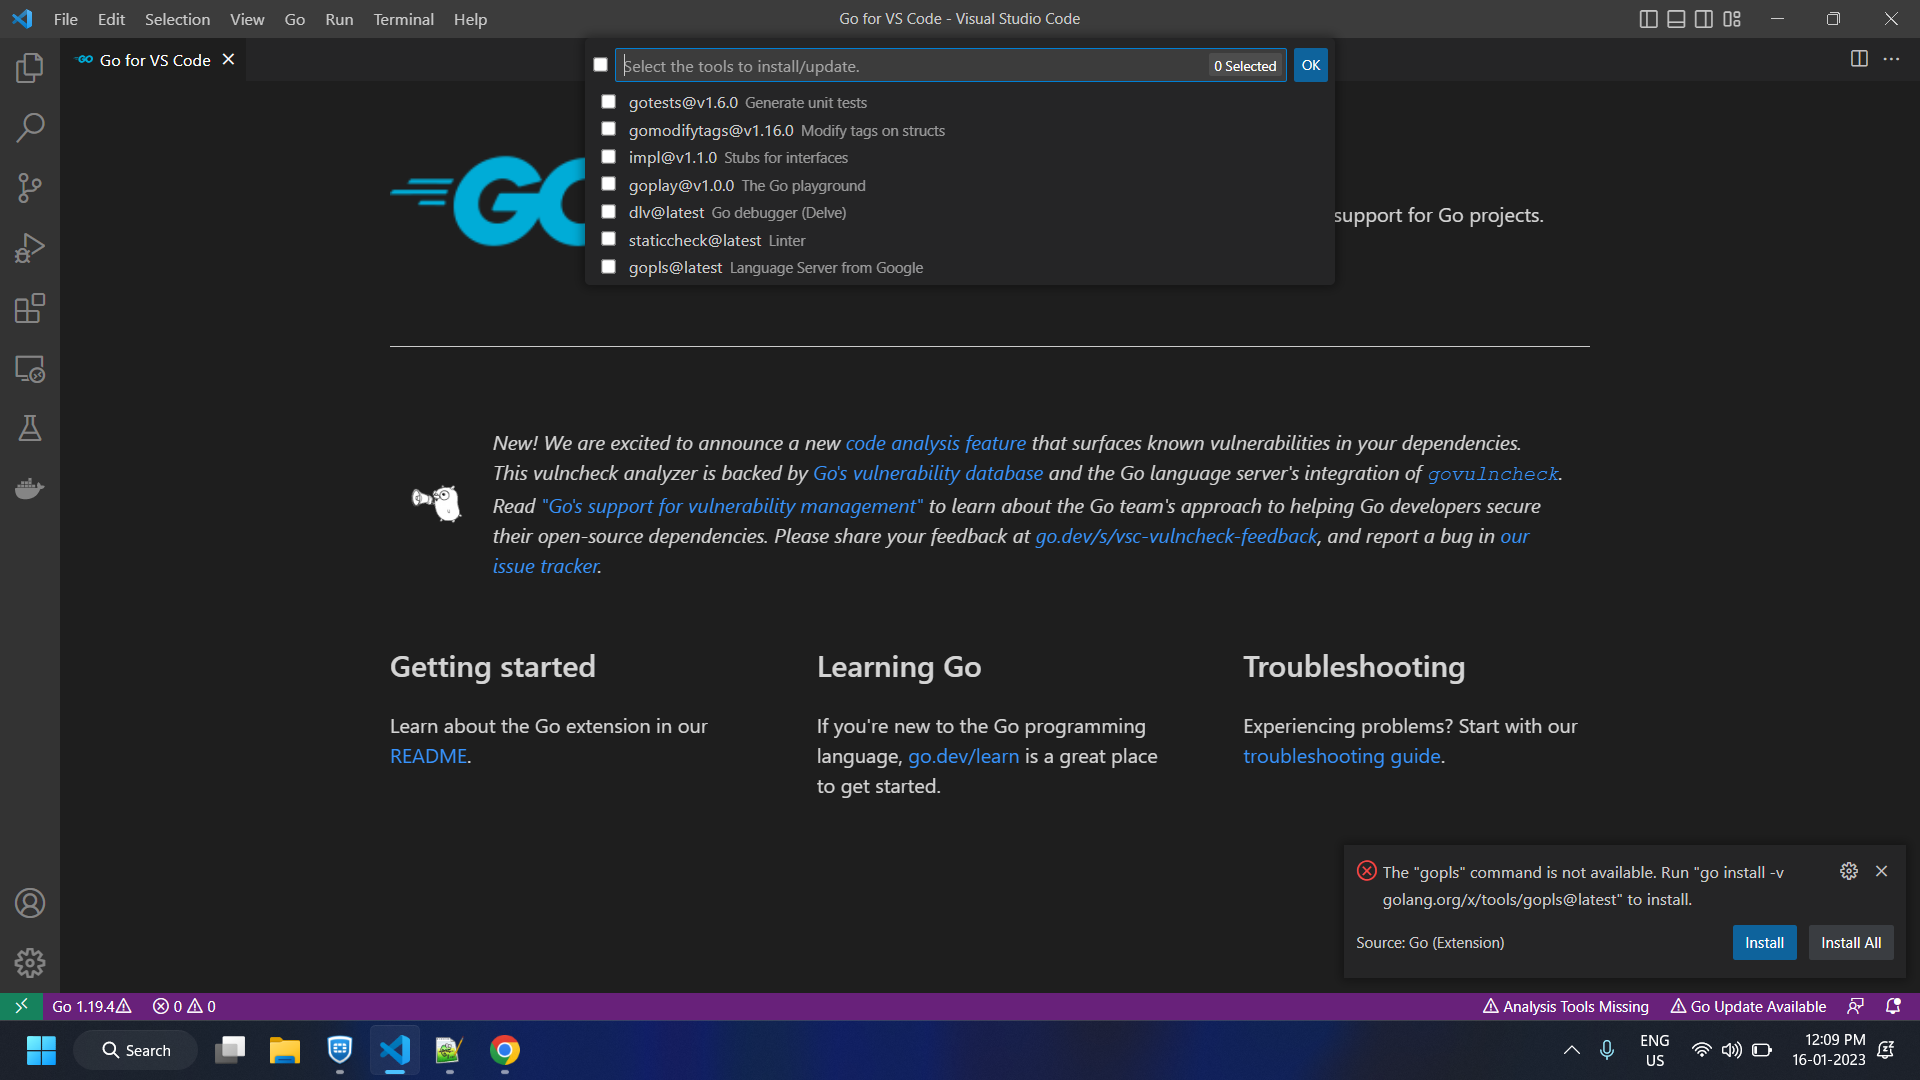 File Edit Selection View Go Run Terminal Help
Go for VS Code - Visual Studio Code
Go for VS Code
Select the tools to install/update.
0 Selected
OK
gotests@v1.6.0 Generate unit tests
gomodifytags@v1.16.0 Modify tags on structs
impl@v1.1.0 Stubs for interfaces
goplay@v1.0.0 The Go playground
dlv@latest Go debugger (Delve)
staticcheck@latest Linter
gopls@latest Language Server from Google
GO
support for Go projects.
New! We are excited to announce a new code analysis feature that surfaces known vulnerabilities in your dependencies.
This vulncheck analyzer is backed by Go's vulnerability database and the Go language server's integration of govulncheck.
Read "Go's support for vulnerability management" to learn about the Go team's approach to helping Go developers secure
their open-source dependencies. Please share your feedback at go.dev/s/vsc-vulncheck-feedback, and report a bug in our
issue tracker.
Getting started
Learn about the Go extension in our
README.
Learning Go
If you're new to the Go programming
language, go.dev/learn is a great place
to get started.
Troubleshooting
Experiencing problems? Start with our
troubleshooting guide.
The "gopls" command is not available. Run "go install -v
golang.org/x/tools/gopls@latest" to install.
Source: Go (Extension)
Install
Install All
Go 1.19.4
0
0
Analysis Tools Missing
Go Update Available
Search
ENG
US
12:09 PM
16-01-2023